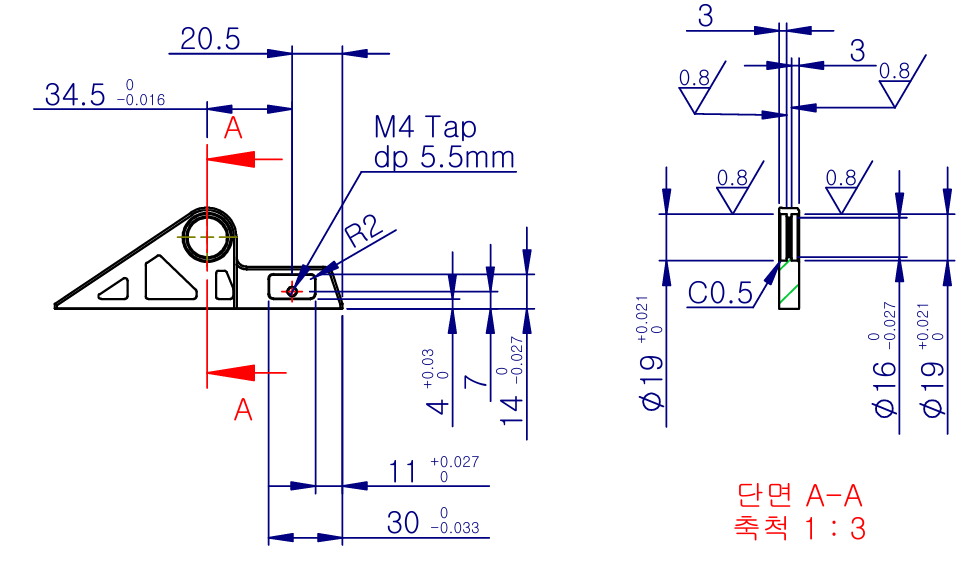 20.5
34.5 0 -0.016
A
M4 Tap
dp 5.5mm
R2
4 +0.03 0
7
14 0 -0.027
A
11 +0.027 0
30 0 -0.033
3
3
0.8
0.8
0.8
0.8
C0.5
Ø19 +0.021 0
Ø16 0 -0.027
Ø19 +0.021 0
단면 A-A
축척 1 : 3